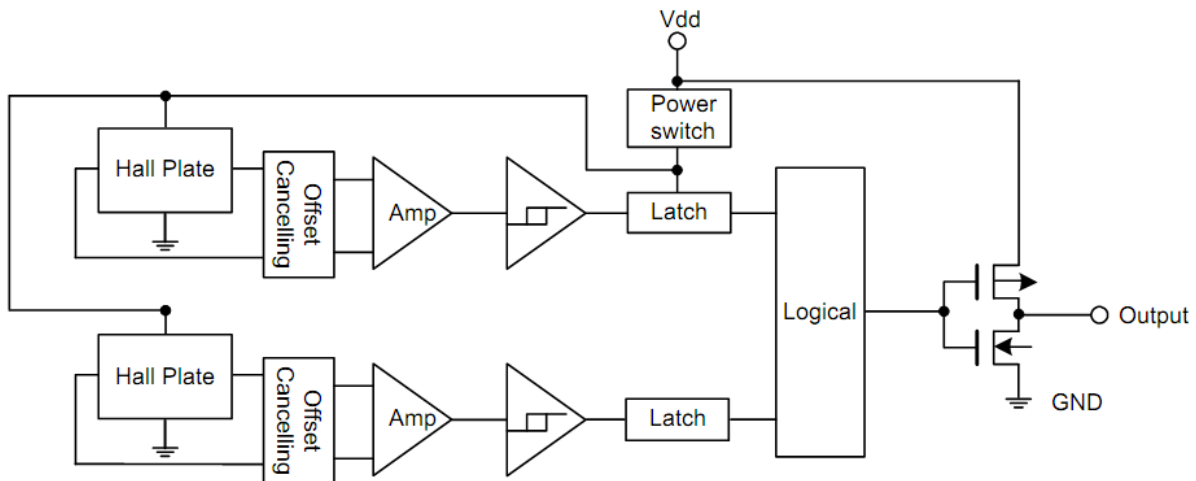 Vdd
Power
switch
Hall Plate
Offset
Cancelling
Amp
Latch
Logical
Output
Hall Plate
Offset
Cancelling
Amp
Latch
GND